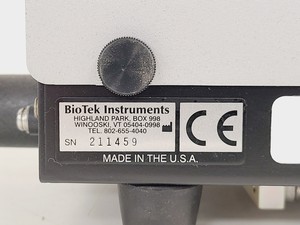 BioTek Instruments
HIGHLAND PARK, BOX 998
WINOOSKI, VT 05404-0998
TEL. 802-655-4040
SN 211459
CE
MADE IN THE U.S.A.